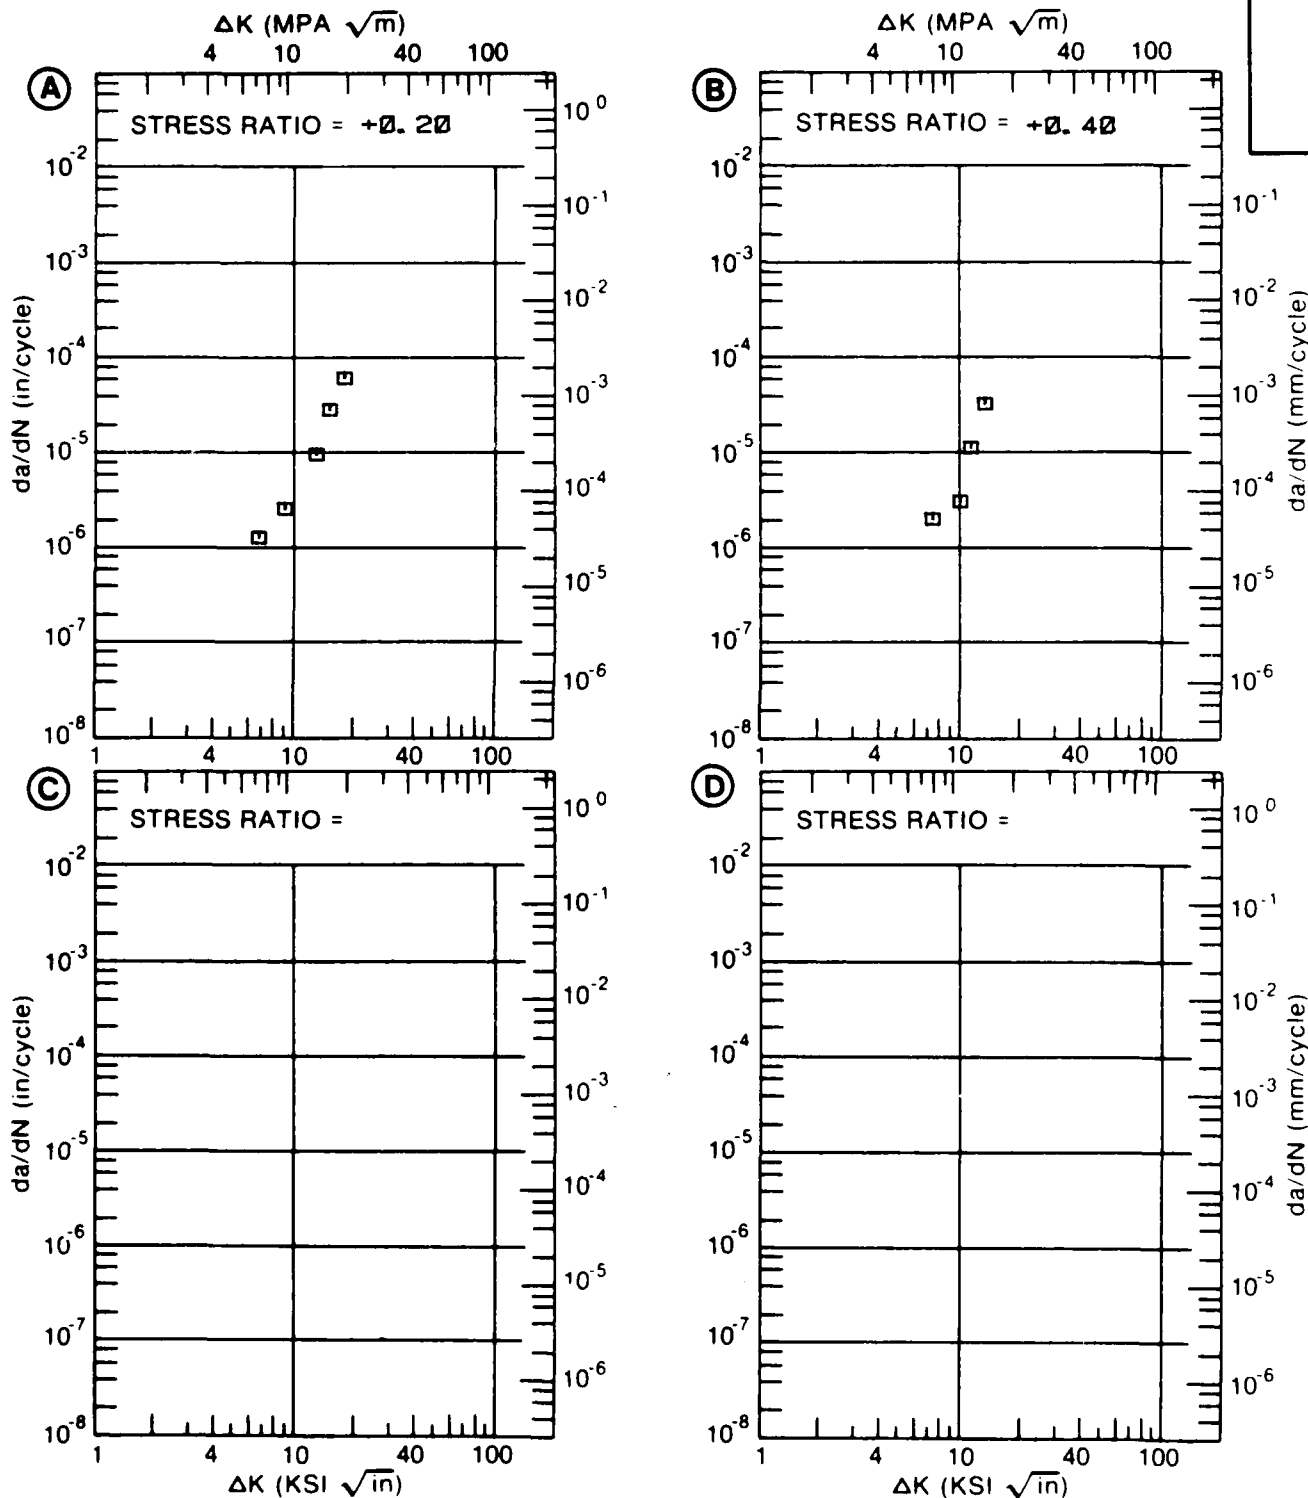 ΔK (MPA √m)
4 10 40 100
A
STRESS RATIO = +0.20
10^-2
10^-3
10^-4
10^-5
10^-6
10^-7
10^-8
da/dN (in/cycle)
10^0
10^-1
10^-2
10^-3
10^-4
10^-5
10^-6
1 4 10 40 100
ΔK (MPA √m)
4 10 40 100
B
STRESS RATIO = +0.40
10^-2
10^-3
10^-4
10^-5
10^-6
10^-7
10^-8
10^-1
10^-2
10^-3
10^-4
10^-5
10^-6
da/dN (mm/cycle)
1 4 10 40 100
C
STRESS RATIO =
10^-2
10^-3
10^-4
10^-5
10^-6
10^-7
10^-8
da/dN (in/cycle)
10^0
10^-1
10^-2
10^-3
10^-4
10^-5
10^-6
1 4 10 40 100
ΔK (KSI √in)
D
STRESS RATIO =
10^-2
10^-3
10^-4
10^-5
10^-6
10^-7
10^-8
10^0
10^-1
10^-2
10^-3
10^-4
10^-5
10^-6
da/dN (mm/cycle)
1 4 10 40 100
ΔK (KSI √in)